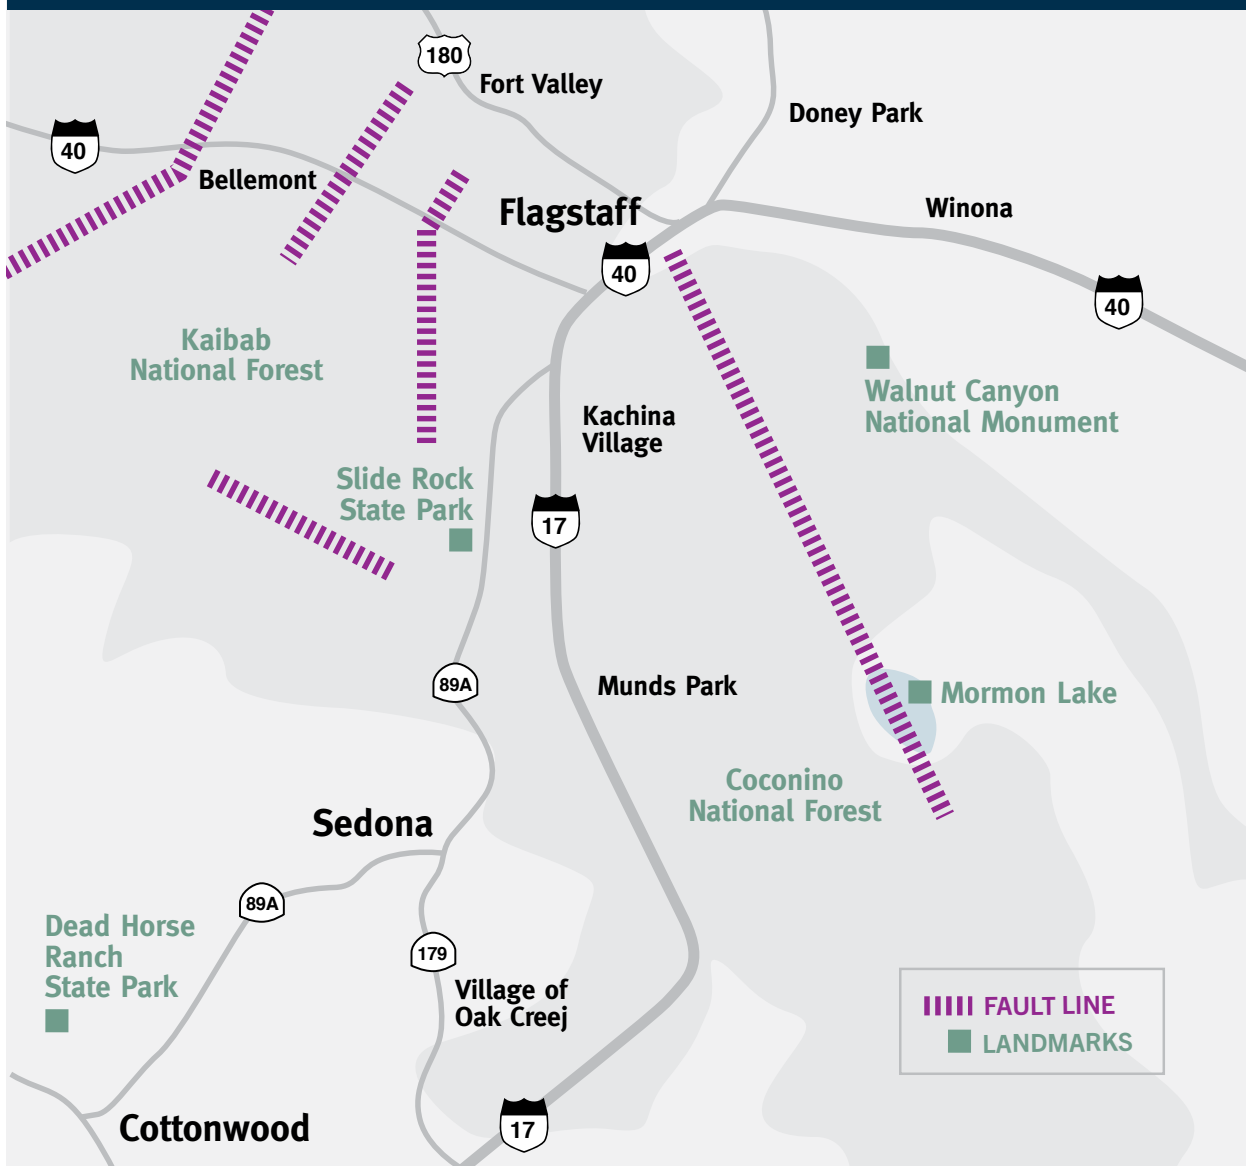 180
Fort Valley
Doney Park
40
Bellemont
Flagstaff
Winona
40
40
Kaibab
National Forest
Walnut Canyon
National Monument
Kachina
Village
Slide Rock
State Park
17
89A
Munds Park
Mormon Lake
Coconino
National Forest
Sedona
89A
Dead Horse
Ranch
State Park
179
Village of
Oak Creej
FAULT LINE
LANDMARKS
Cottonwood
17